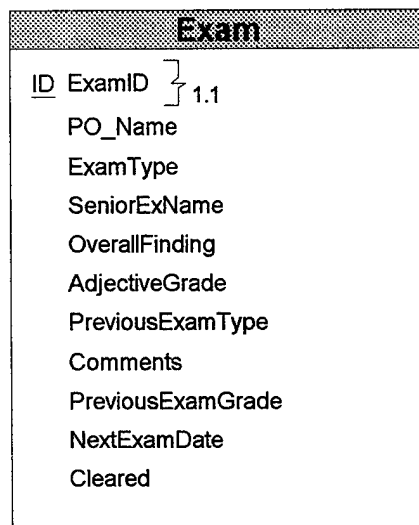 Exam
ID ExamID 1.1
PO_Name
ExamType
SeniorExName
OverallFinding
AdjectiveGrade
PreviousExamType
Comments
PreviousExamGrade
NextExamDate
Cleared